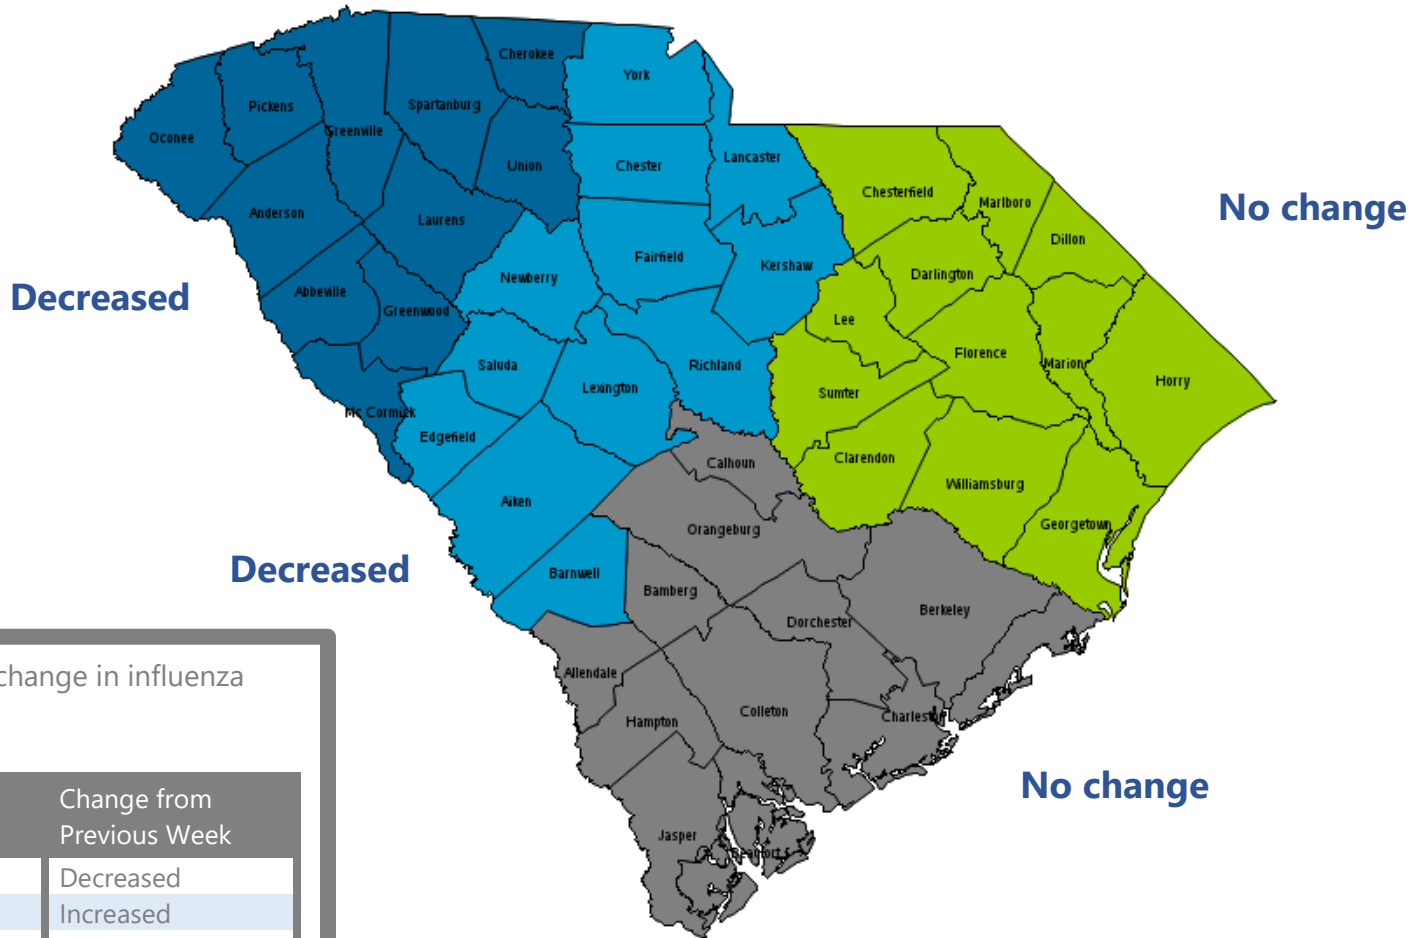 Cherokee
York
Pickens
Spartanburg
Greenville
Oconee
Union
Chester
Lancaster
Chesterfield
Marlboro
No change
Anderson
Laurens
Dillon
Fairfield
Kershaw
Newberry
Darlington
Decreased
Abbeville
Greenwood
Lee
Florence
Marion
Saluda
Richland
Horry
Lexington
Sumter
Mc Cormick
Edgefield
Calhoun
Clarendon
Williamsburg
Aiken
Orangeburg
Georgetown
Decreased
Barnwell
Bamberg
Berkeley
Dorchester
Allendale
change in influenza
Hampton
Colleton
Charleston
No change
Change from
Previous Week
Jasper
Beaufort
Decreased
Increased